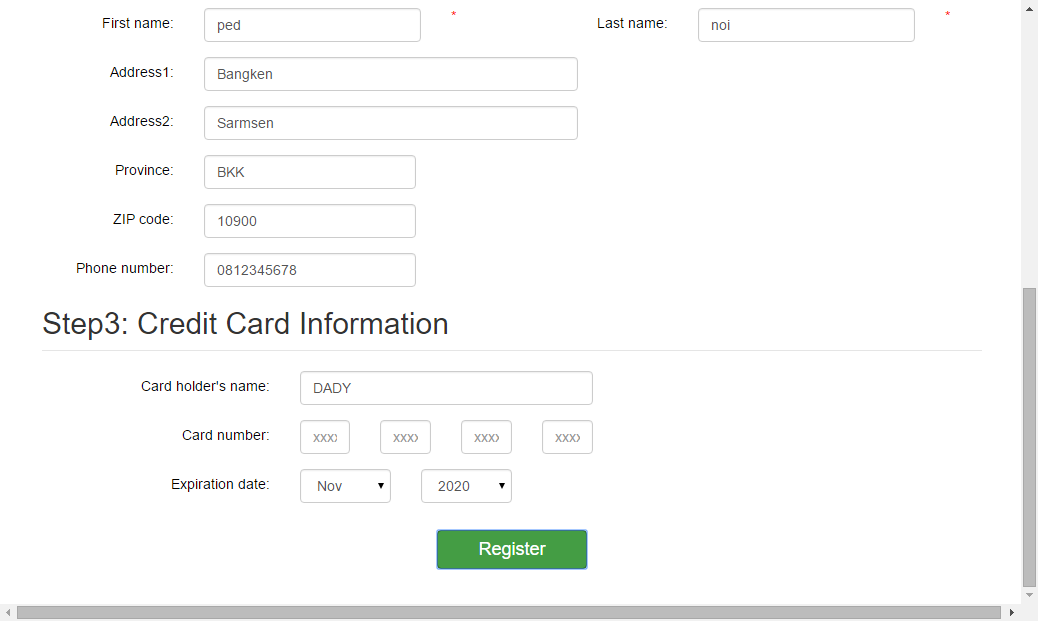 First name: ped * Last name: noi *
Address1: Bangken
Address2: Sarmsen
Province: BKK
ZIP code: 10900
Phone number: 0812345678
Step3: Credit Card Information
Card holder's name: DADY
Card number: xxxx xxxx xxxx xxxx
Expiration date: Nov 2020
Register